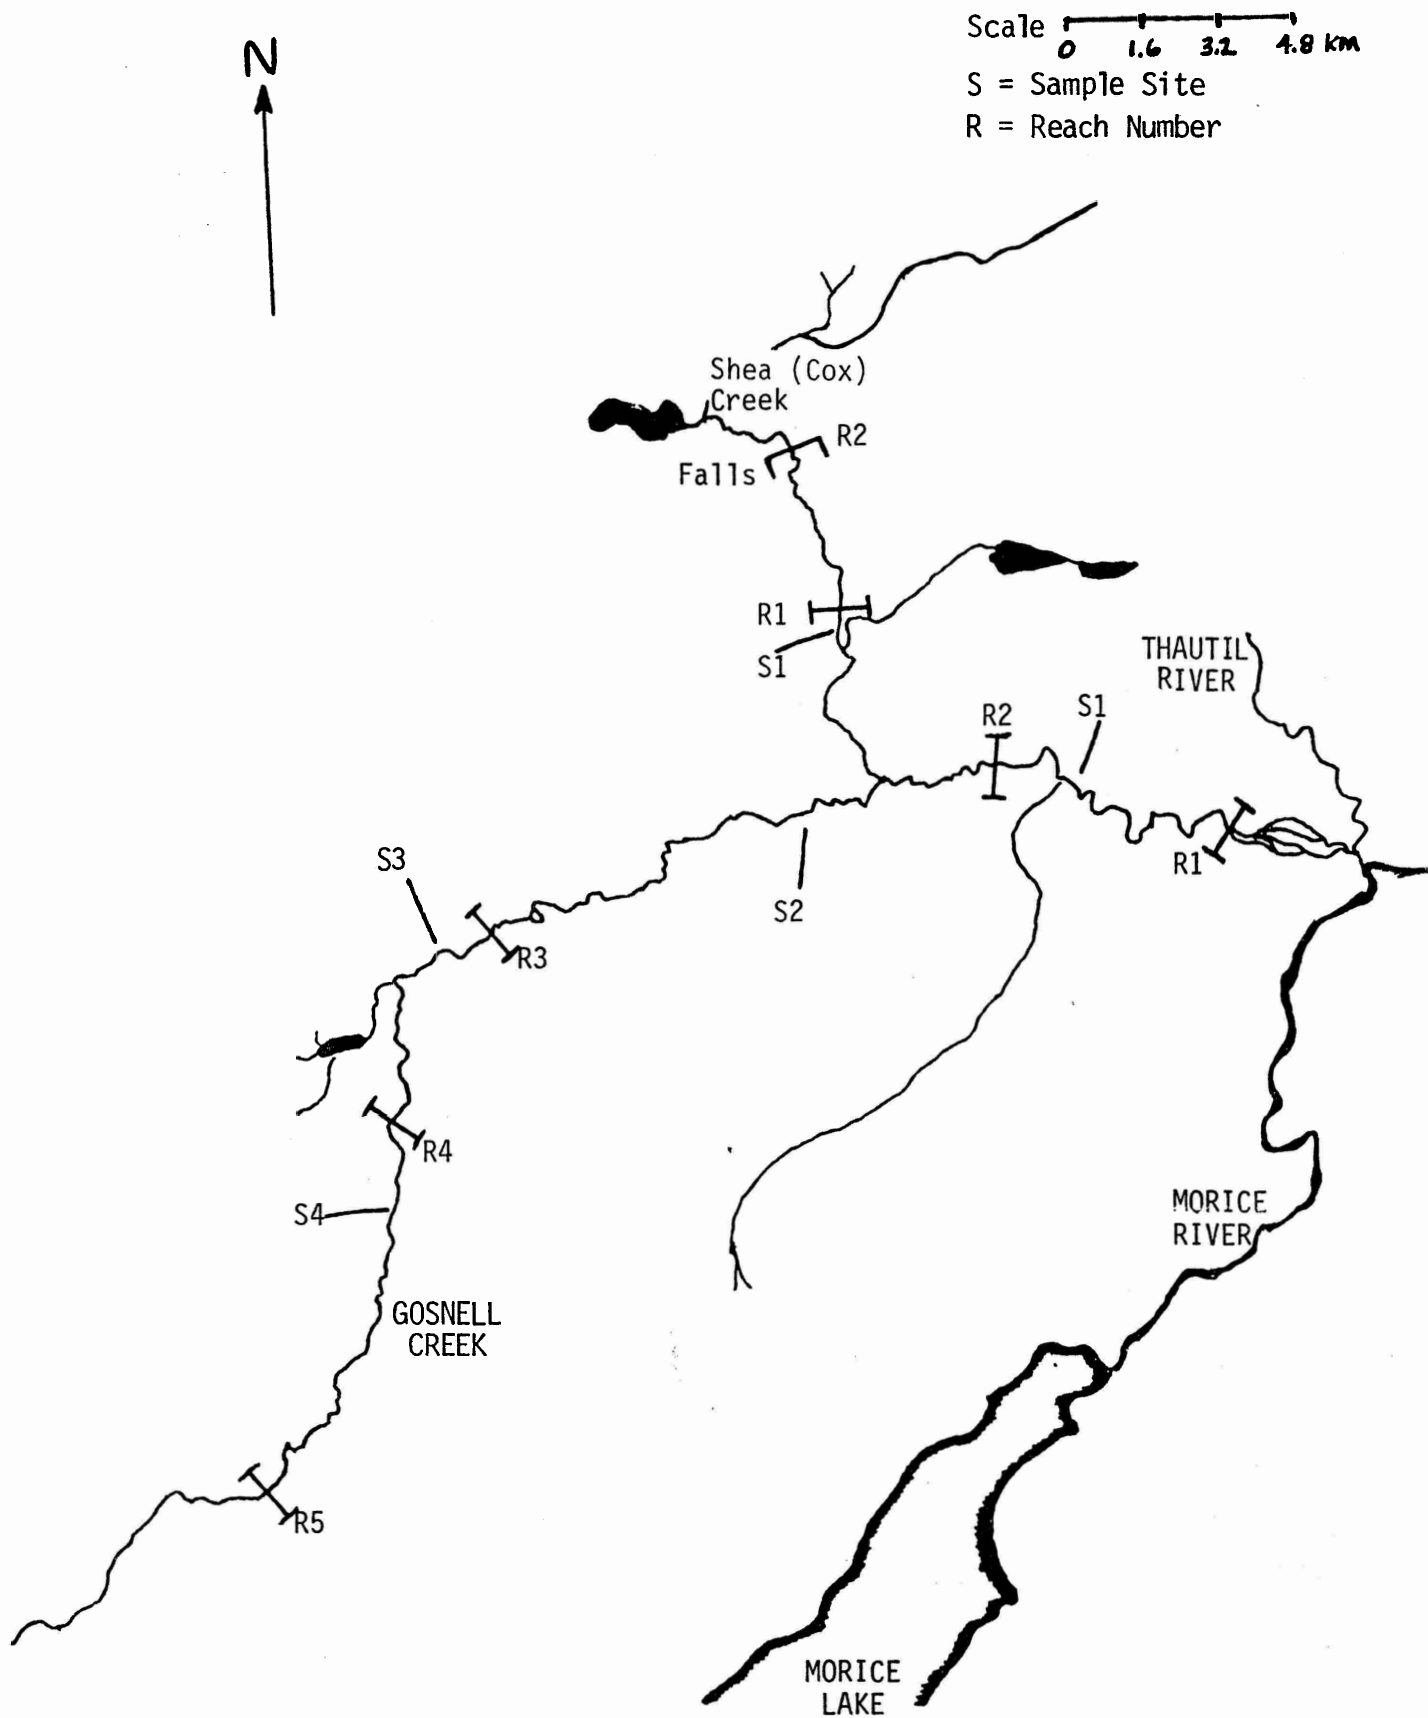 N
Scale
0 1.6 3.2 4.8 km
S = Sample Site
R = Reach Number
Shea (Cox)
Creek
R2
Falls
R1
S1
THAUTIL
RIVER
R2
S1
R1
S3
S2
R3
R4
S4
MORICE
RIVER
GOSNELL
CREEK
R5
MORICE
LAKE